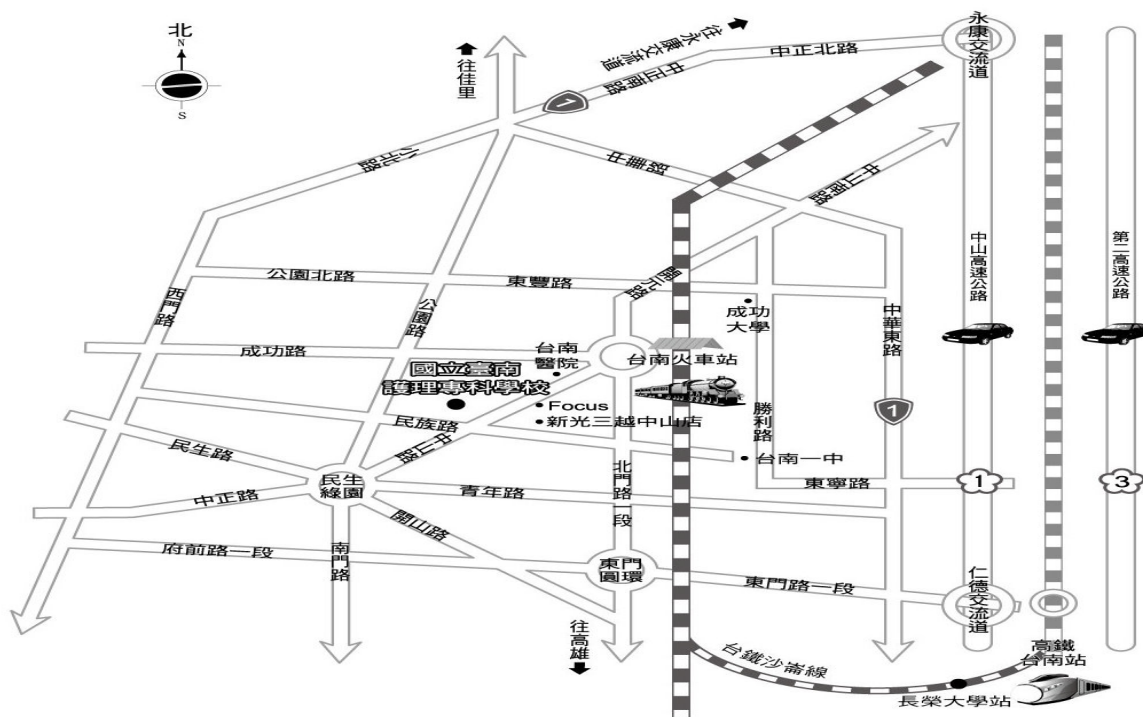 北
N
S
往佳里
往永康交流道
中正北路
永康交流道
中正南路
1
小北路
中華路
中山南路
中山高速公路
第二高速公路
公園北路
東豐路
開元路
西門路
公園路
成功
大學
中華東路
成功路
台南
醫院
台南火車站
國立臺南
護理專科學校
Focus
新光三越中山店
民族路
中山路
勝利路
1
民生路
台南一中
北門路一段
中正路
民生
綠園
青年路
東寧路
1
3
開山路
府前路一段
南門路
東門
圓環
東門路一段
仁德交流道
往高雄
台鐵沙崙線
高鐵
台南站
長榮大學站